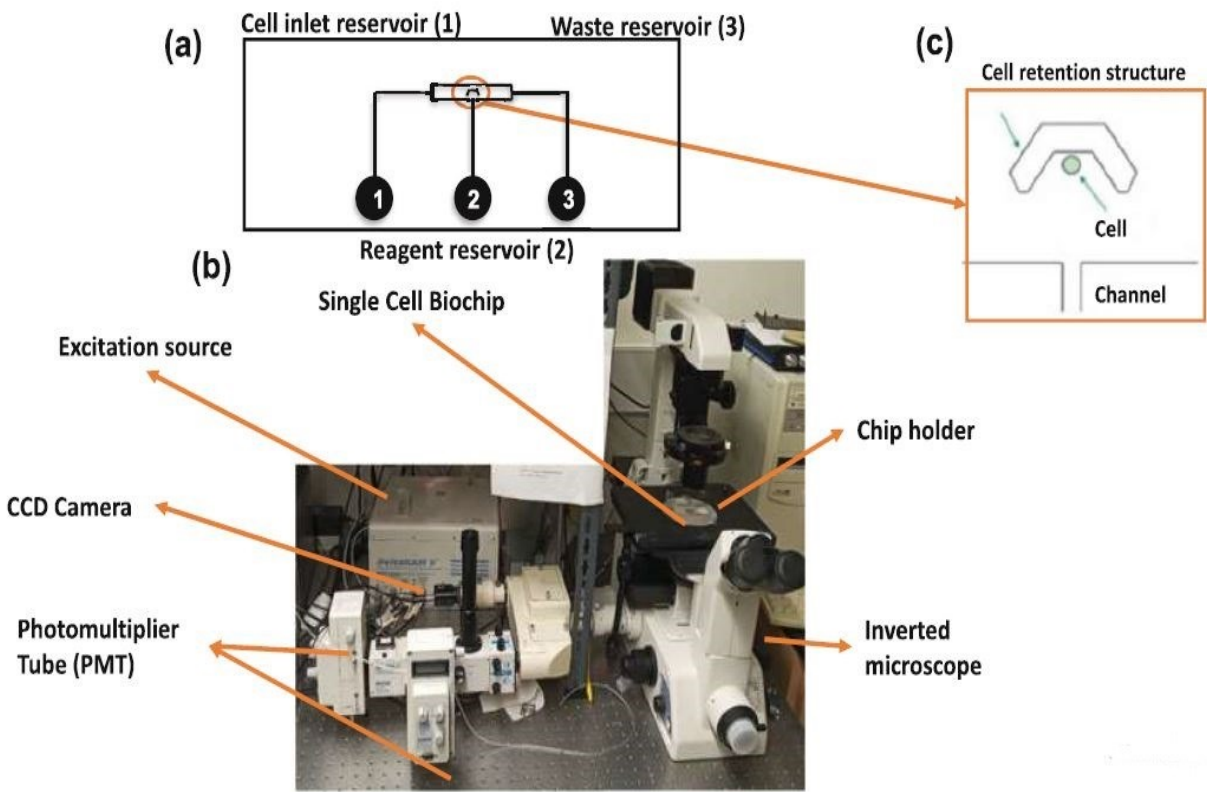 Cell inlet reservoir (1)
Waste reservoir (3)
(a)
(c)
Cell retention structure
1
2
3
Cell
Channel
Reagent reservoir (2)
(b)
Single Cell Biochip
Excitation source
Chip holder
CCD Camera
Photomultiplier
Tube (PMT)
Inverted
microscope